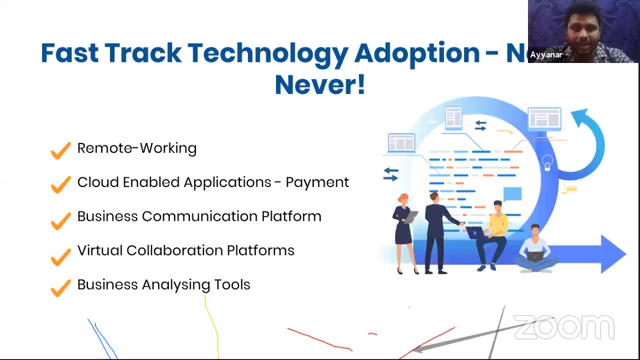 Fast Track Technology Adoption - N
Never!
Ayyanar
Remote-Working
Cloud Enabled Applications - Payment
Business Communication Platform
Virtual Collaboration Platforms
Business Analysing Tools
zoom